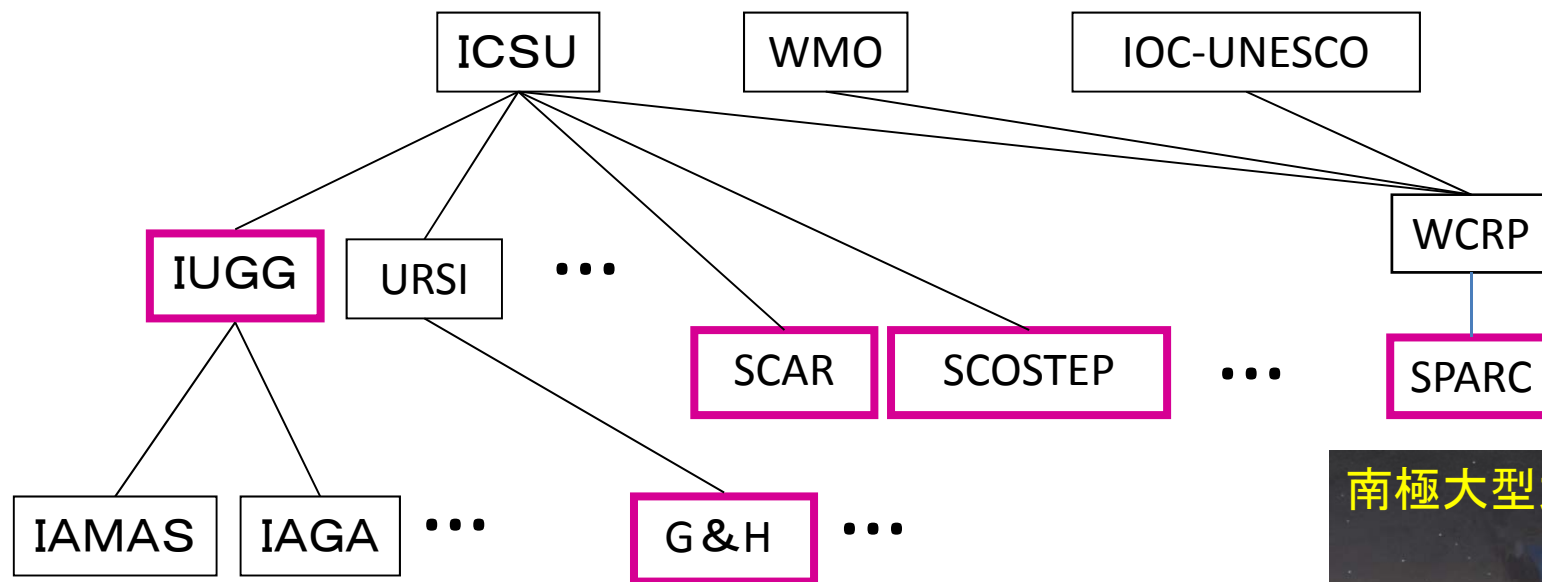 ICSU
WMO
IOC-UNESCO
IUGG
URSI
...
WCRP
SCAR
SCOSTEP
...
SPARC
南極大型
IAMAS
IAGA
...
G&H
...